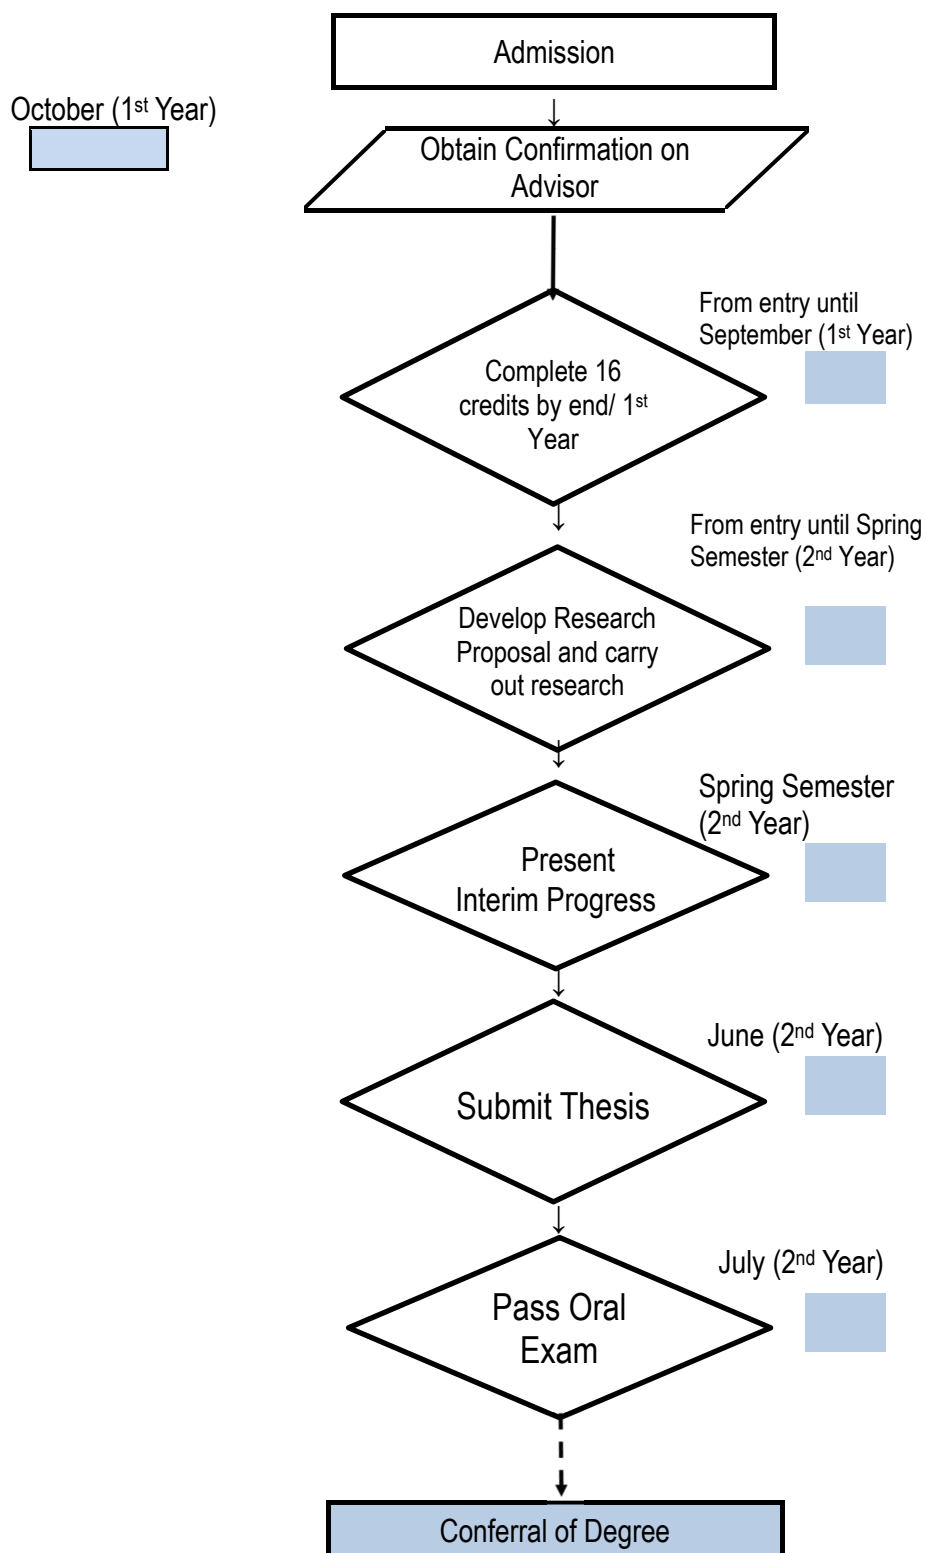 Admission
October (1st Year)
Obtain Confirmation on
Advisor
From entry until
September (1st Year)
Complete 16
credits by end/ 1st
Year
From entry until Spring
Semester (2nd Year)
Develop Research
Proposal and carry
out research
Spring Semester
(2nd Year)
Present
Interim Progress
June (2nd Year)
Submit Thesis
July (2nd Year)
Pass Oral
Exam
Conferral of Degree